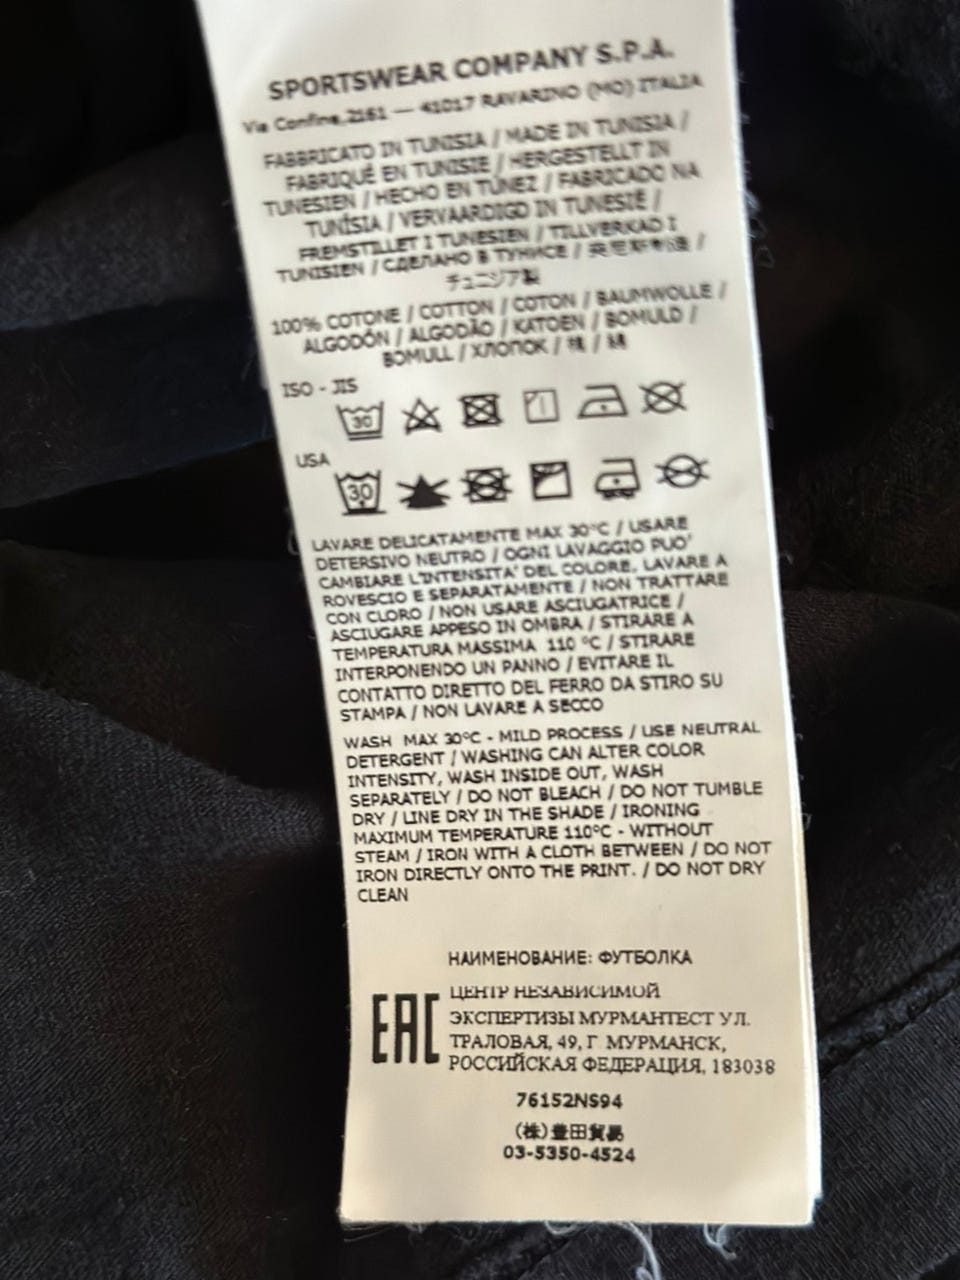 SPORTSWEAR COMPANY S.P.A.
Via Confine,2161 — 41017 RAVARINO (MO) ITALIA
FABBRICATO IN TUNISIA / MADE IN TUNISIA /
FABRIQUÉ EN TUNISIE / HERGESTELLT IN
TUNESIEN / HECHO EN TÚNEZ / FABRICADO NA
TUNÍSIA / VERVAARDIGD IN TUNESIË /
FREMSTILLET I TUNESIEN / TILLVERKAD I
TUNISIEN / СДЕЛАНО В ТУНИСЕ / /
チュニジア製
100% COTONE / COTTON / COTON / BAUMWOLLE /
ALGODÓN / ALGODÃO / KATOEN / BOMULD /
BOMULL / ХЛОПОК / 棉 / 綿
ISO - JIS
30
USA
30
LAVARE DELICATAMENTE MAX 30°C / USARE
DETERSIVO NEUTRO / OGNI LAVAGGIO PUO'
CAMBIARE L'INTENSITA' DEL COLORE, LAVARE A
ROVESCIO E SEPARATAMENTE / NON TRATTARE
CON CLORO / NON USARE ASCIUGATRICE /
ASCIUGARE APPESO IN OMBRA / STIRARE A
TEMPERATURA MASSIMA 110 °C / STIRARE
INTERPONENDO UN PANNO / EVITARE IL
CONTATTO DIRETTO DEL FERRO DA STIRO SU
STAMPA / NON LAVARE A SECCO
WASH MAX 30°C - MILD PROCESS / USE NEUTRAL
DETERGENT / WASHING CAN ALTER COLOR
INTENSITY, WASH INSIDE OUT, WASH
SEPARATELY / DO NOT BLEACH / DO NOT TUMBLE
DRY / LINE DRY IN THE SHADE / IRONING
MAXIMUM TEMPERATURE 110°C - WITHOUT
STEAM / IRON WITH A CLOTH BETWEEN / DO NOT
IRON DIRECTLY ONTO THE PRINT. / DO NOT DRY
CLEAN
НАИМЕНОВАНИЕ: ФУТБОЛКА
EAC
ЦЕНТР НЕЗАВИСИМОЙ
ЭКСПЕРТИЗЫ МУРМАНТЕСТ УЛ.
ТРАЛОВАЯ, 49, Г МУРМАНСК,
РОССИЙСКАЯ ФЕДЕРАЦИЯ, 183038
76152NS94
(株)豊田貿易
03-5350-4524